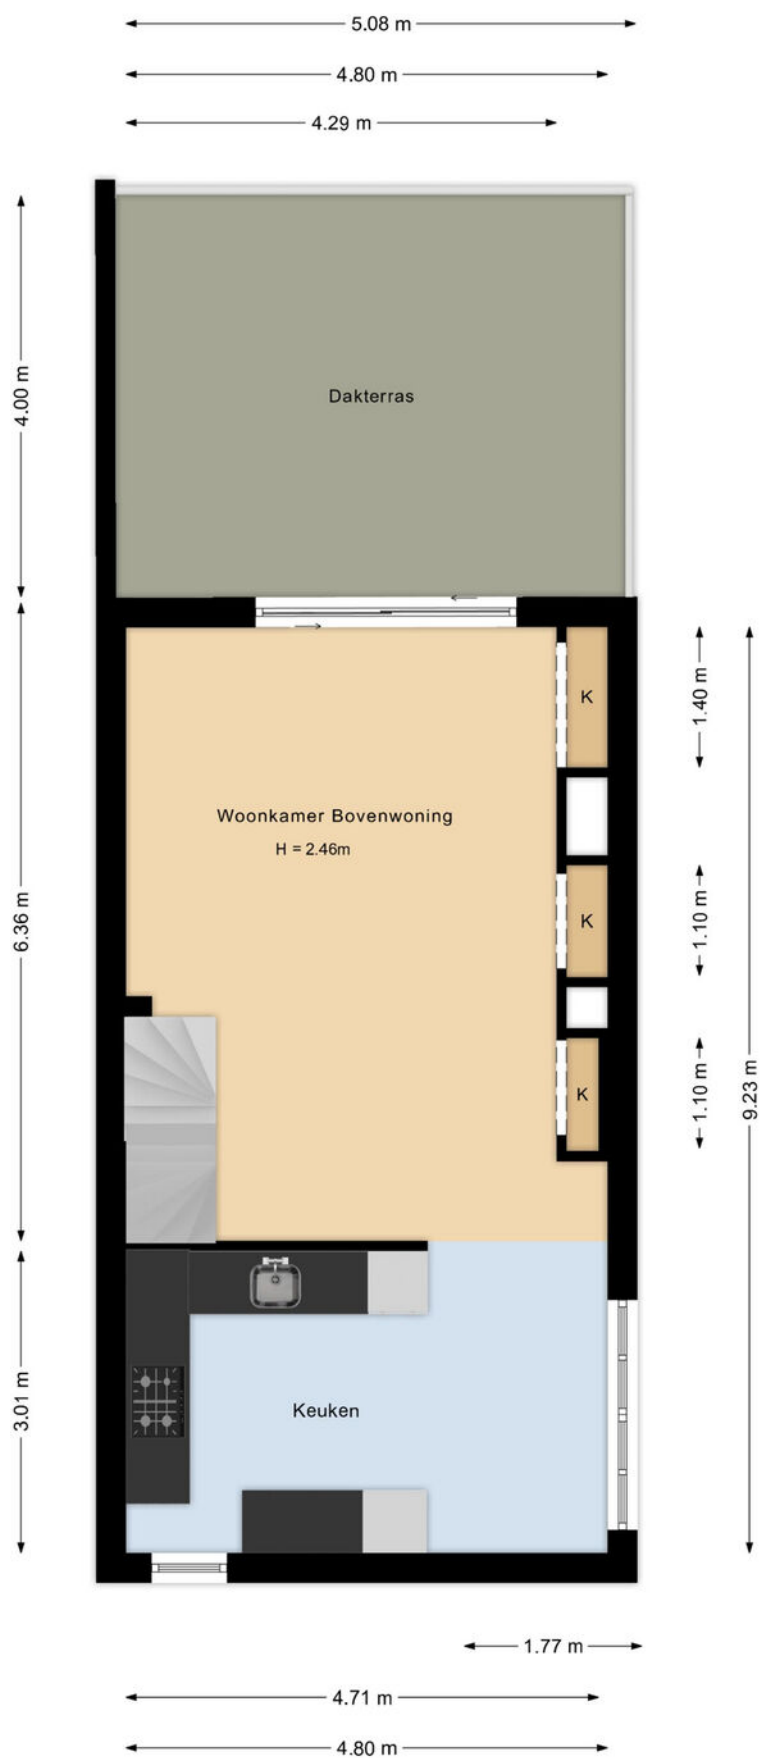 5.08 m
4.80 m
4.29 m
4.00 m
Dakterras
6.36 m
Woonkamer Bovenwoning
H = 2.46m
K
1.40 m
K
1.10 m
K
1.10 m
9.23 m
3.01 m
Keuken
1.77 m
4.71 m
4.80 m